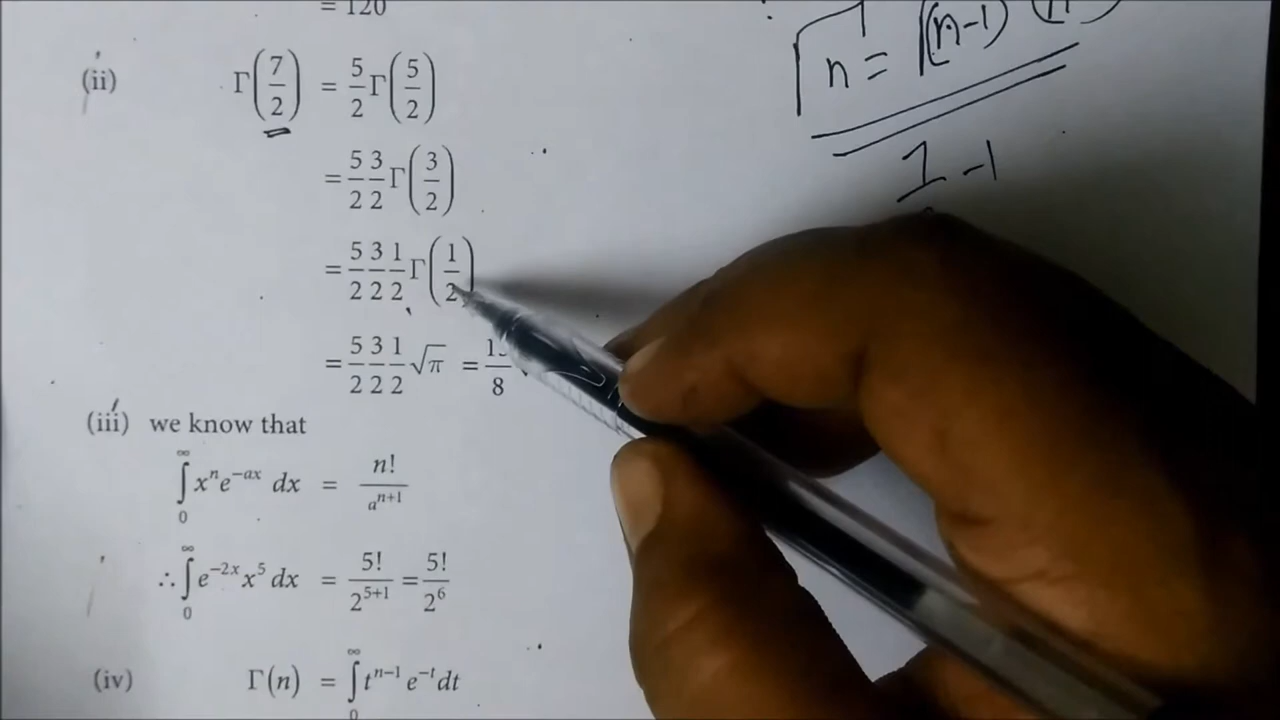 = 120
(ii) Γ(7/2) = 5/2 Γ(5/2)
= 5/2 3/2 Γ(3/2)
= 5/2 3/2 1/2 Γ(1/2)
= 5/2 3/2 1/2 √π = /8
(iii) we know that
∫₀^∞ xⁿ e^(−ax) dx = n!/a^(n+1)
∴ ∫₀^∞ e^(−2x) x⁵ dx = 5!/2^(5+1) = 5!/2⁶
(iv) Γ(n) = ∫₀^∞ t^(n−1) e^(−t) dt
n = (n-1)
1 -1